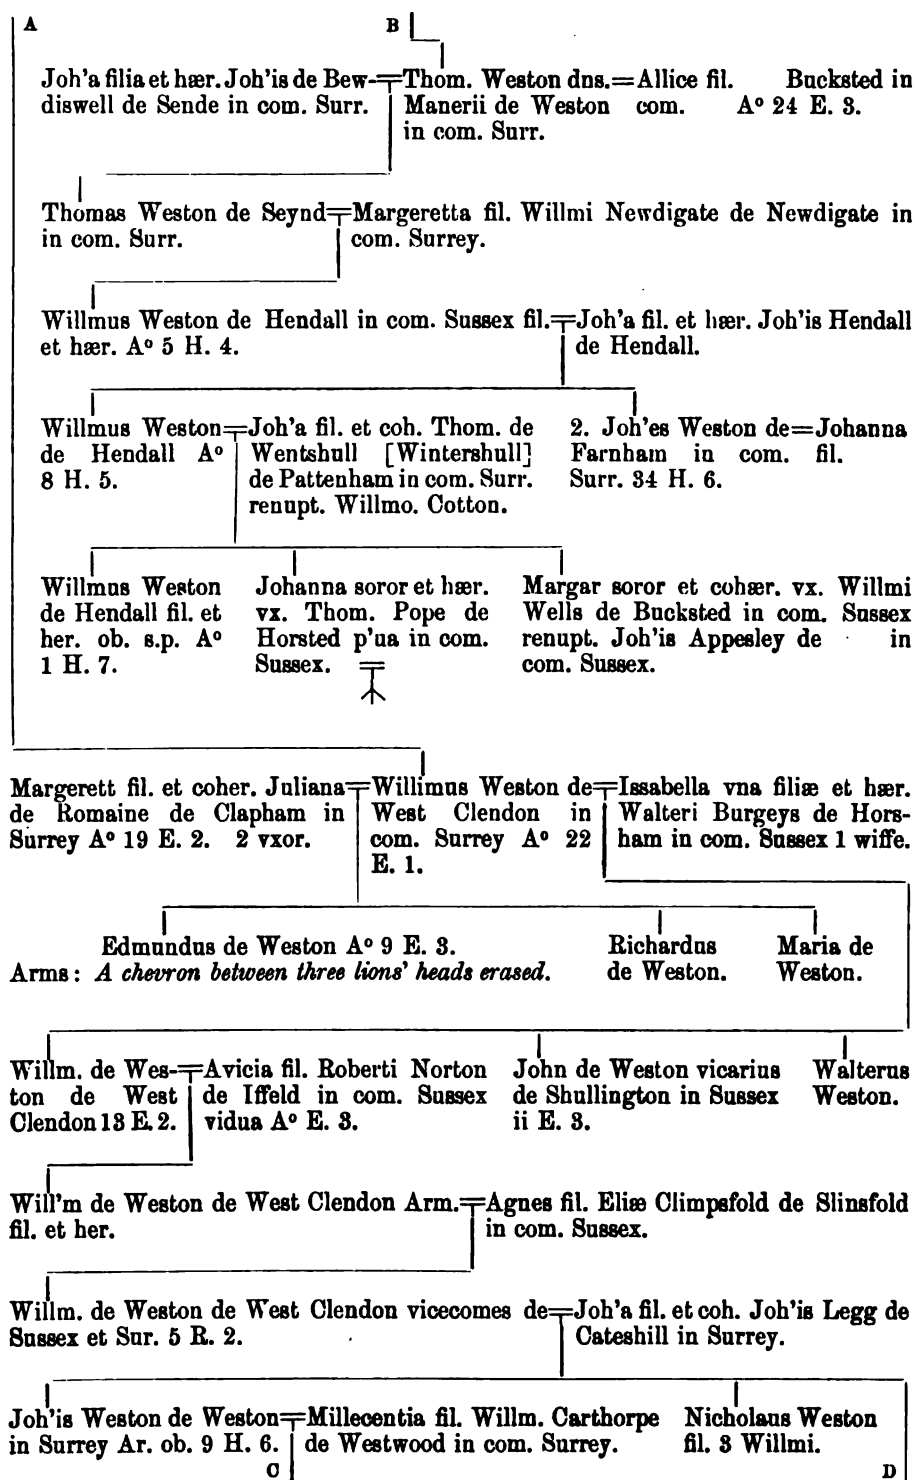 A
B
Joh'a filia et hær. Joh'is de Bew-
diswell de Sende in com. Surr.
Thom. Weston dns.
Manerii de Weston
in com. Surr.
Allice fil. Bucksted in
com. Aº 24 E. 3.
Thomas Weston de Seynd
in com. Surr.
Margeretta fil. Willmi Newdigate de Newdigate in
com. Surrey.
Willmus Weston de Hendall in com. Sussex fil.
et hær. Aº 5 H. 4.
Joh'a fil. et hær. Joh'is Hendall
de Hendall.
Willmus Weston
de Hendall Aº
8 H. 5.
Joh'a fil. et coh. Thom. de
Wentshull [Wintershull]
de Pattenham in com. Surr.
renupt. Willmo. Cotton.
2. Joh'es Weston de
Farnham in com.
Surr. 34 H. 6.
Johanna
fil.
Willmus Weston
de Hendall fil. et
her. ob. s.p. Aº
1 H. 7.
Johanna soror et hær.
vx. Thom. Pope de
Horsted p'ua in com.
Sussex.
Margar soror et cohær. vx. Willmi
Wells de Bucksted in com. Sussex
renupt. Joh'is Appesley de in
com. Sussex.
Margerett fil. et coher. Juliana
de Romaine de Clapham in
Surrey Aº 19 E. 2. 2 vxor.
Willimus Weston de
West Clendon in
com. Surrey Aº 22
E. 1.
Issabella vna filiæ et hær.
Walteri Burgeys de Hors-
ham in com. Sussex 1 wiffe.
Edmundus de Weston Aº 9 E. 3.
Arms: A chevron between three lions' heads erased.
Richardus
de Weston.
Maria de
Weston.
Willm. de Wes-
ton de West
Clendon 13 E. 2.
Avicia fil. Roberti Norton
de Iffeld in com. Sussex
vidua Aº E. 3.
John de Weston vicarius
de Shullington in Sussex
ii E. 3.
Walterus
Weston.
Will'm de Weston de West Clendon Arm.
fil. et her.
Agnes fil. Eliæ Climpsfold de Slinsfold
in com. Sussex.
Willm. de Weston de West Clendon vicecomes de
Sussex et Sur. 5 R. 2.
Joh'a fil. et coh. Joh'is Legg de
Cateshill in Surrey.
Joh'is Weston de Weston
in Surrey Ar. ob. 9 H. 6.
Millecentia fil. Willm. Carthorpe
de Westwood in com. Surrey.
Nicholaus Weston
fil. 3 Willmi.
C
D